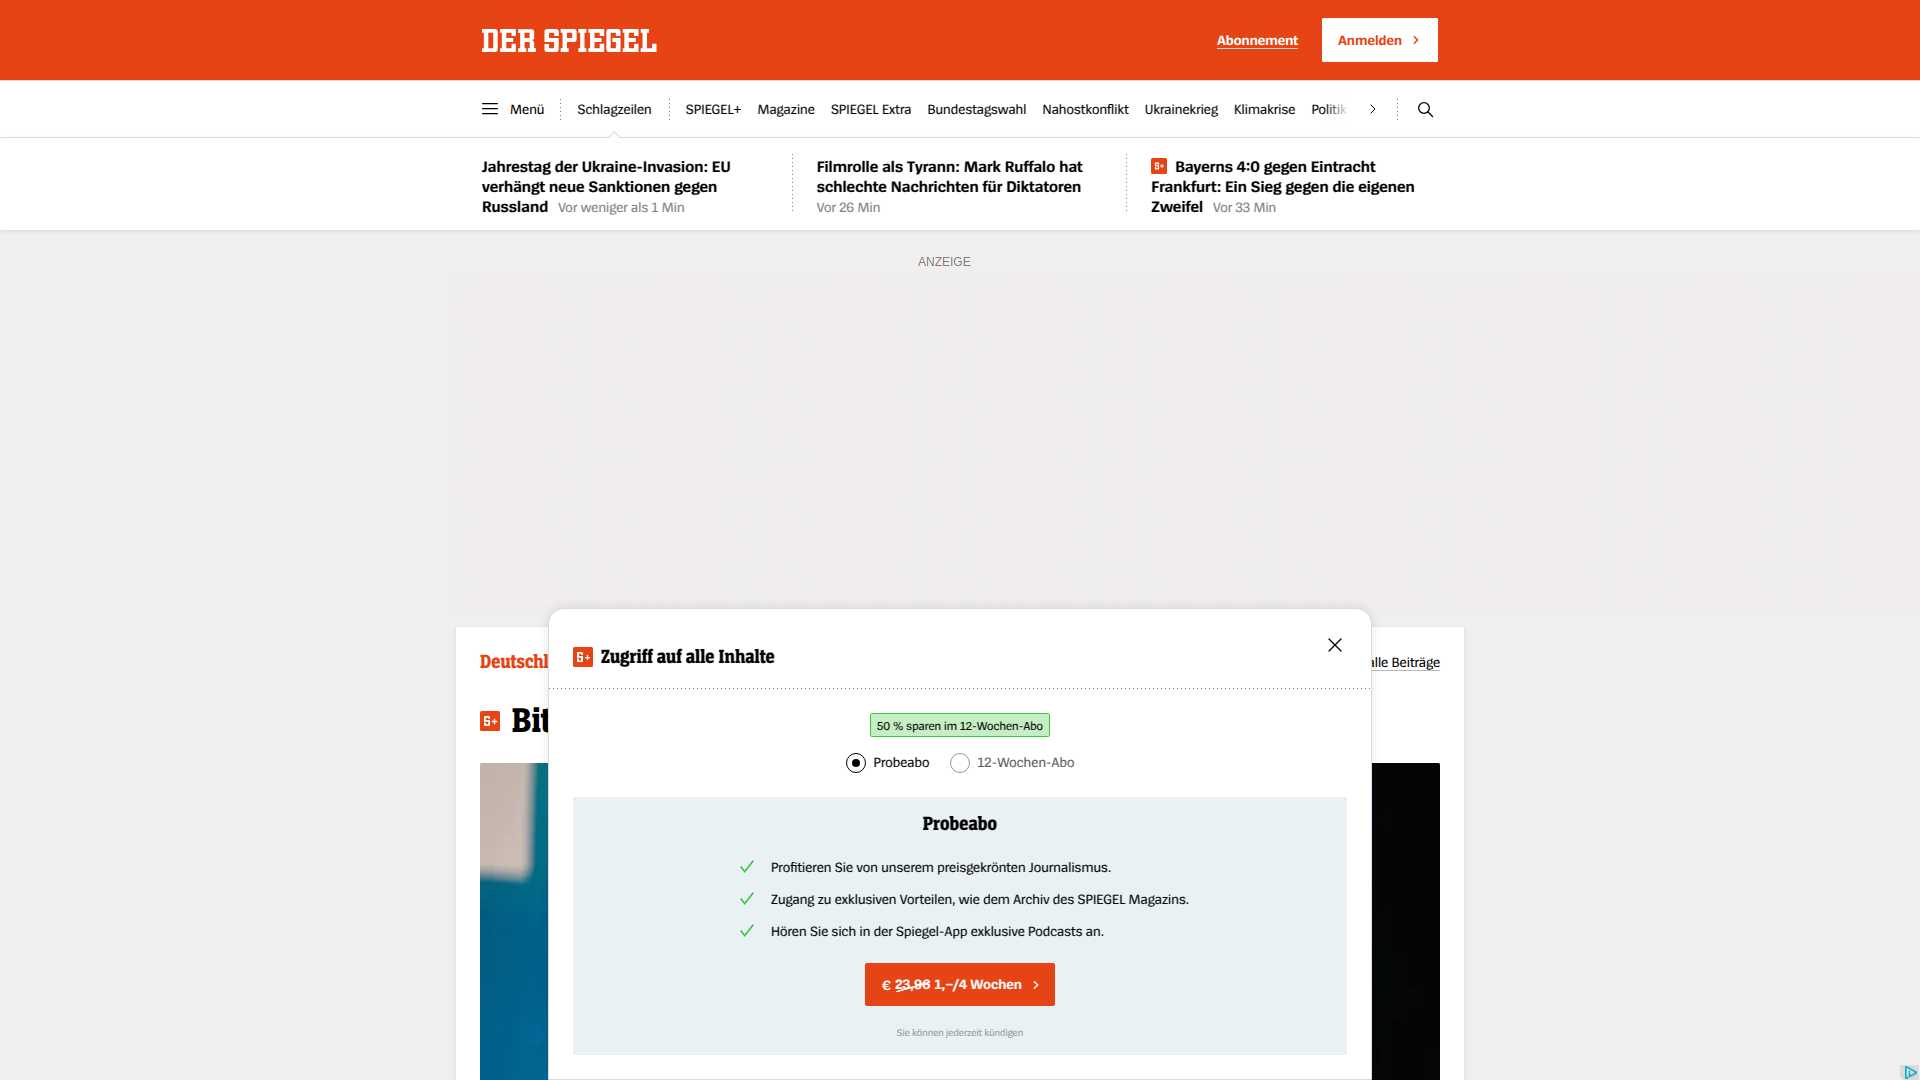 DER SPIEGEL
Abonnement
Anmelden
Menü
Schlagzeilen
SPIEGEL+
Magazine
SPIEGEL Extra
Bundestagswahl
Nahostkonflikt
Ukrainekrieg
Klimakrise
Politik
Jahrestag der Ukraine-Invasion: EU
verhängt neue Sanktionen gegen
Russland Vor weniger als 1 Min
Filmrolle als Tyrann: Mark Ruffalo hat
schlechte Nachrichten für Diktatoren
Vor 26 Min
S+ Bayerns 4:0 gegen Eintracht
Frankfurt: Ein Sieg gegen die eigenen
Zweifel Vor 33 Min
ANZEIGE
Deutschl
alle Beiträge
S+ Bit
S+ Zugriff auf alle Inhalte
50 % sparen im 12-Wochen-Abo
Probeabo
12-Wochen-Abo
Probeabo
Profitieren Sie von unserem preisgekrönten Journalismus.
Zugang zu exklusiven Vorteilen, wie dem Archiv des SPIEGEL Magazins.
Hören Sie sich in der Spiegel-App exklusive Podcasts an.
€ 23,96 1,–/4 Wochen
Sie können jederzeit kündigen